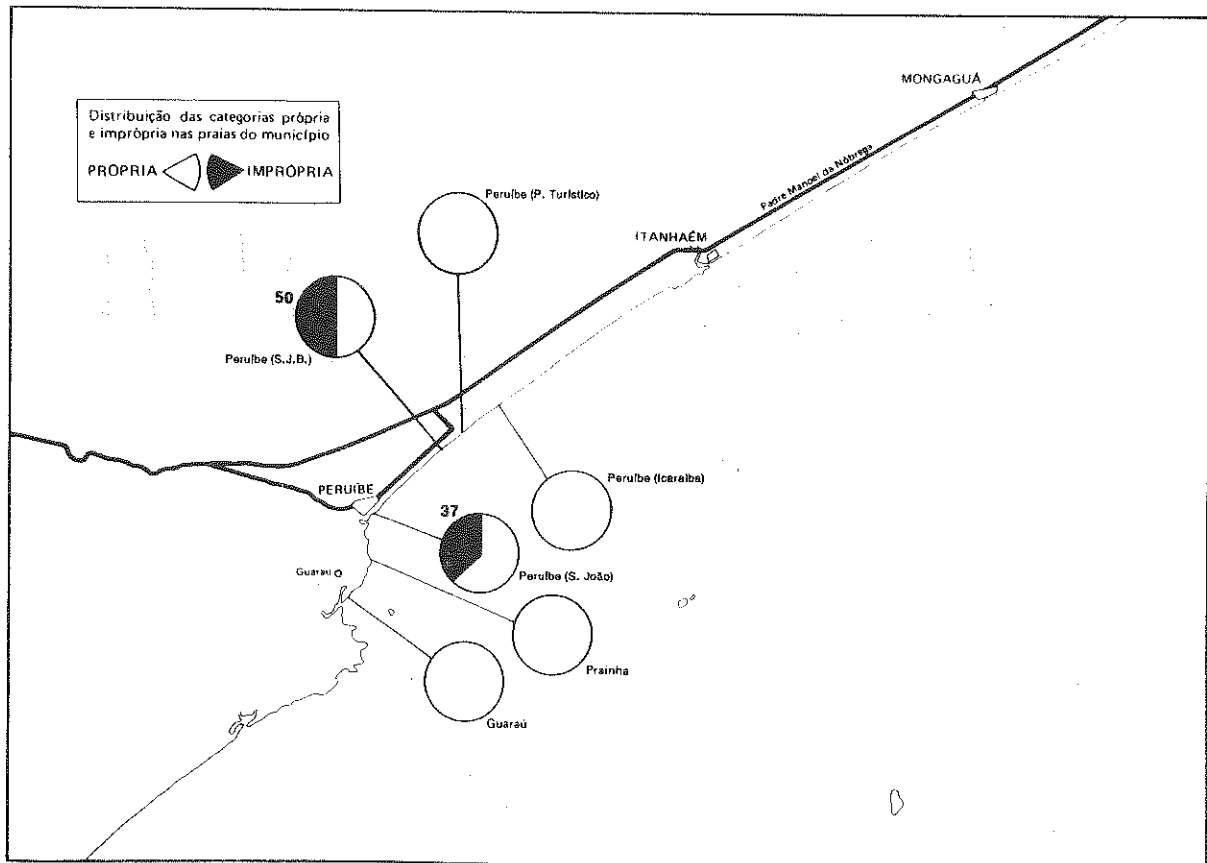 MONGAGUÁ
Distribuição das categorias própria
e imprópria nas praias do município
PRÓPRIA IMPRÓPRIA
Padre Manoel da Nóbrega
Peruíbe (P. Turístico)
ITANHAÉM
50
Peruíbe (S.J.B.)
Peruíbe (Icaraíba)
PERUÍBE
37
Guarau
Peruíbe (S. João)
Prainha
Guaraú